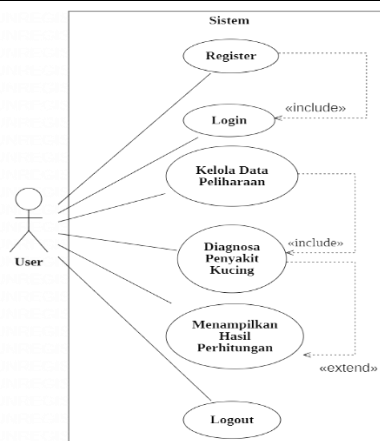 Sistem
Register
«include»
Login
Kelola Data
Peliharaan
User
Diagnosa
Penyakit
Kucing
«include»
Menampilkan
Hasil
Perhitungan
«extend»
Logout